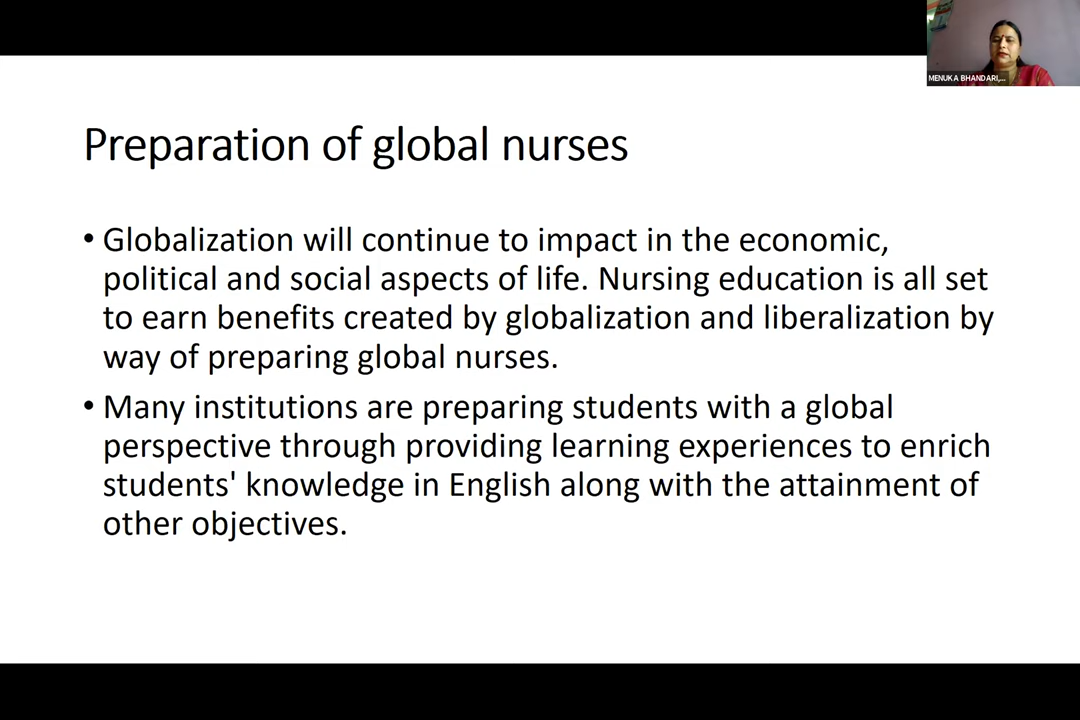 MENUKA BHANDARI,...
Preparation of global nurses
• Globalization will continue to impact in the economic,
political and social aspects of life. Nursing education is all set
to earn benefits created by globalization and liberalization by
way of preparing global nurses.
• Many institutions are preparing students with a global
perspective through providing learning experiences to enrich
students' knowledge in English along with the attainment of
other objectives.